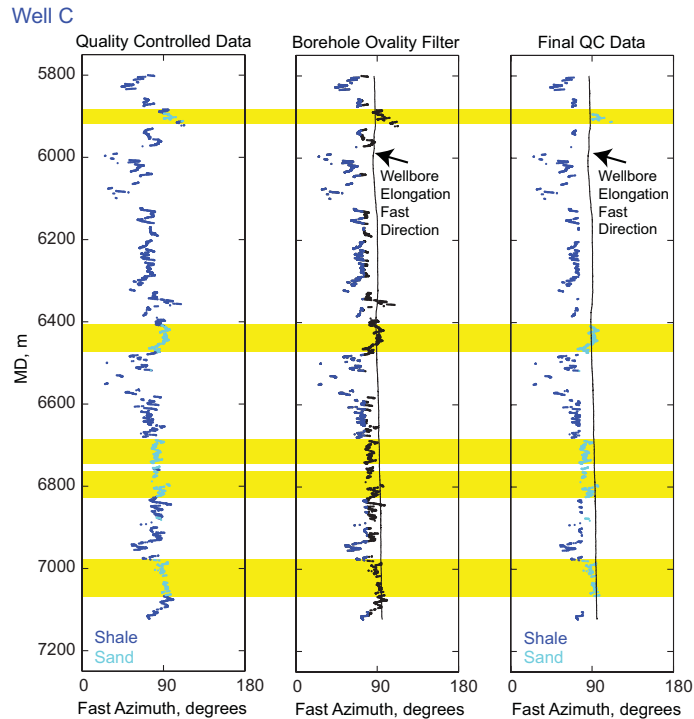 Well C
Quality Controlled Data
Borehole Ovality Filter
Final QC Data
5800
6000
6200
6400
6600
6800
7000
7200
MD, m
Wellbore
Elongation
Fast
Direction
Wellbore
Elongation
Fast
Direction
Shale
Sand
Shale
Sand
0 90 180
0 90 180
0 90 180
Fast Azimuth, degrees
Fast Azimuth, degrees
Fast Azimuth, degrees